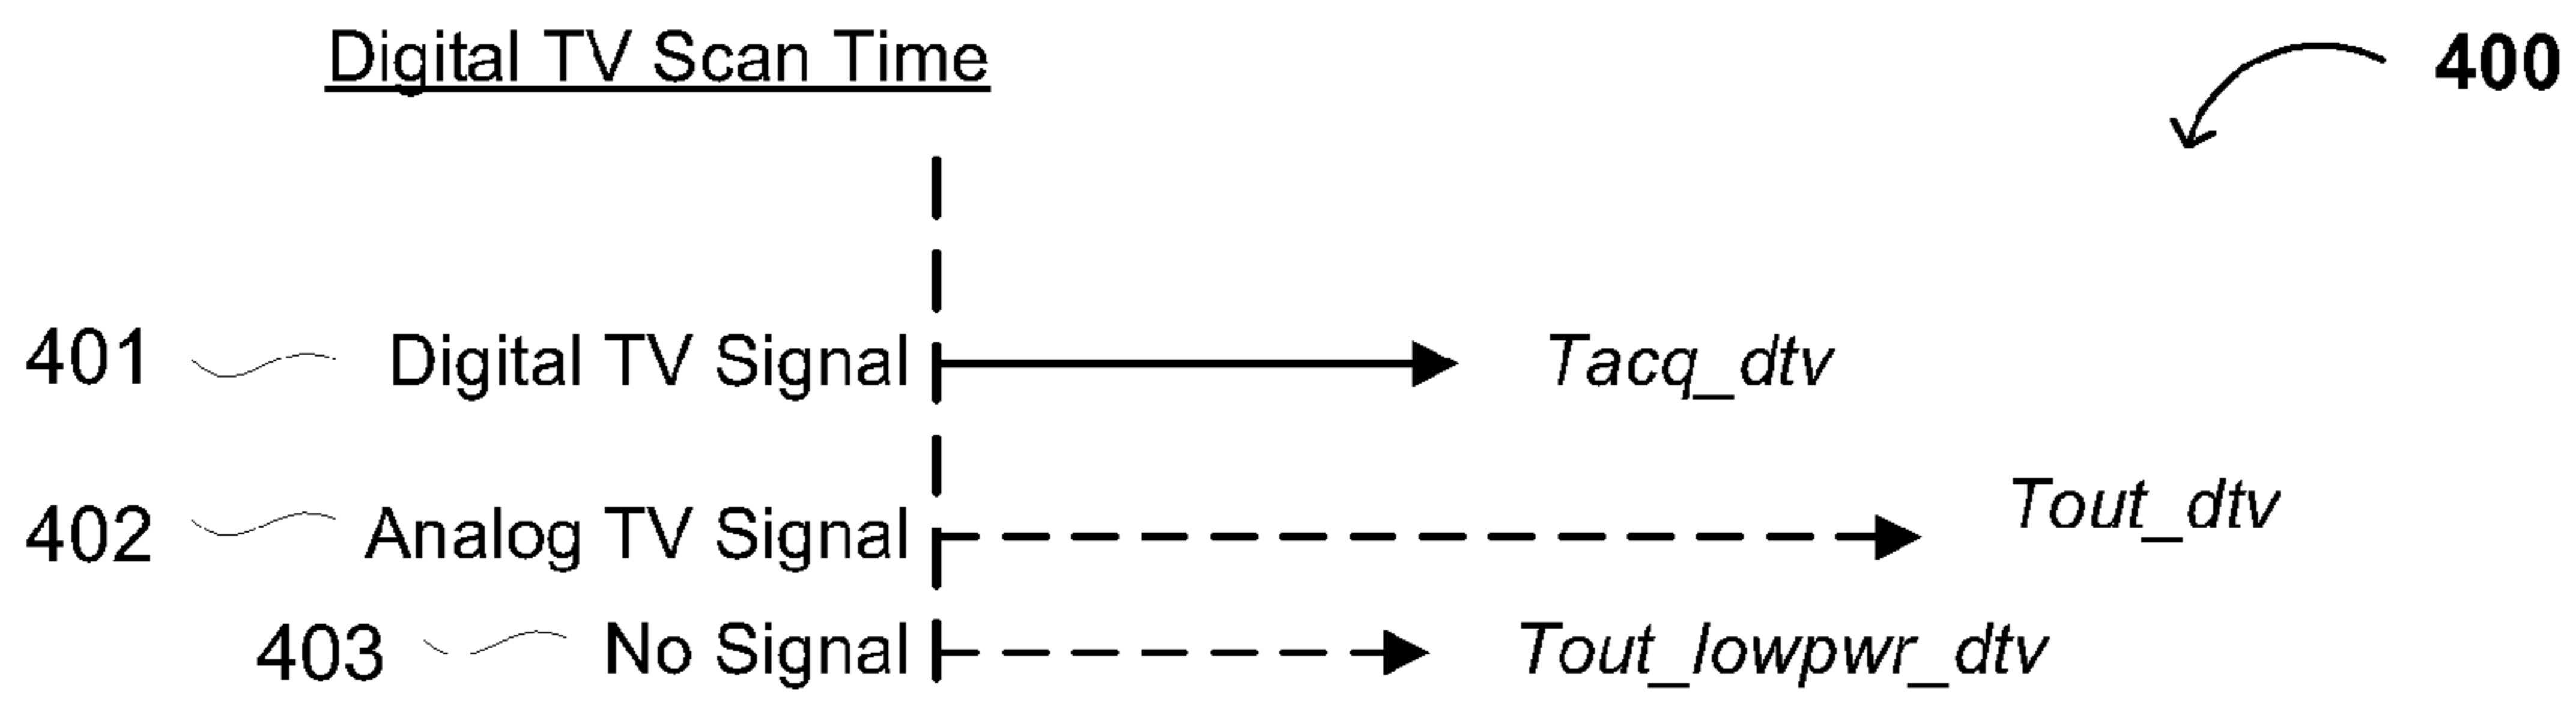 Digital TV Scan Time
400
401 Digital TV Signal Tacq_dtv
402 Analog TV Signal Tout_dtv
403 No Signal Tout_lowpwr_dtv